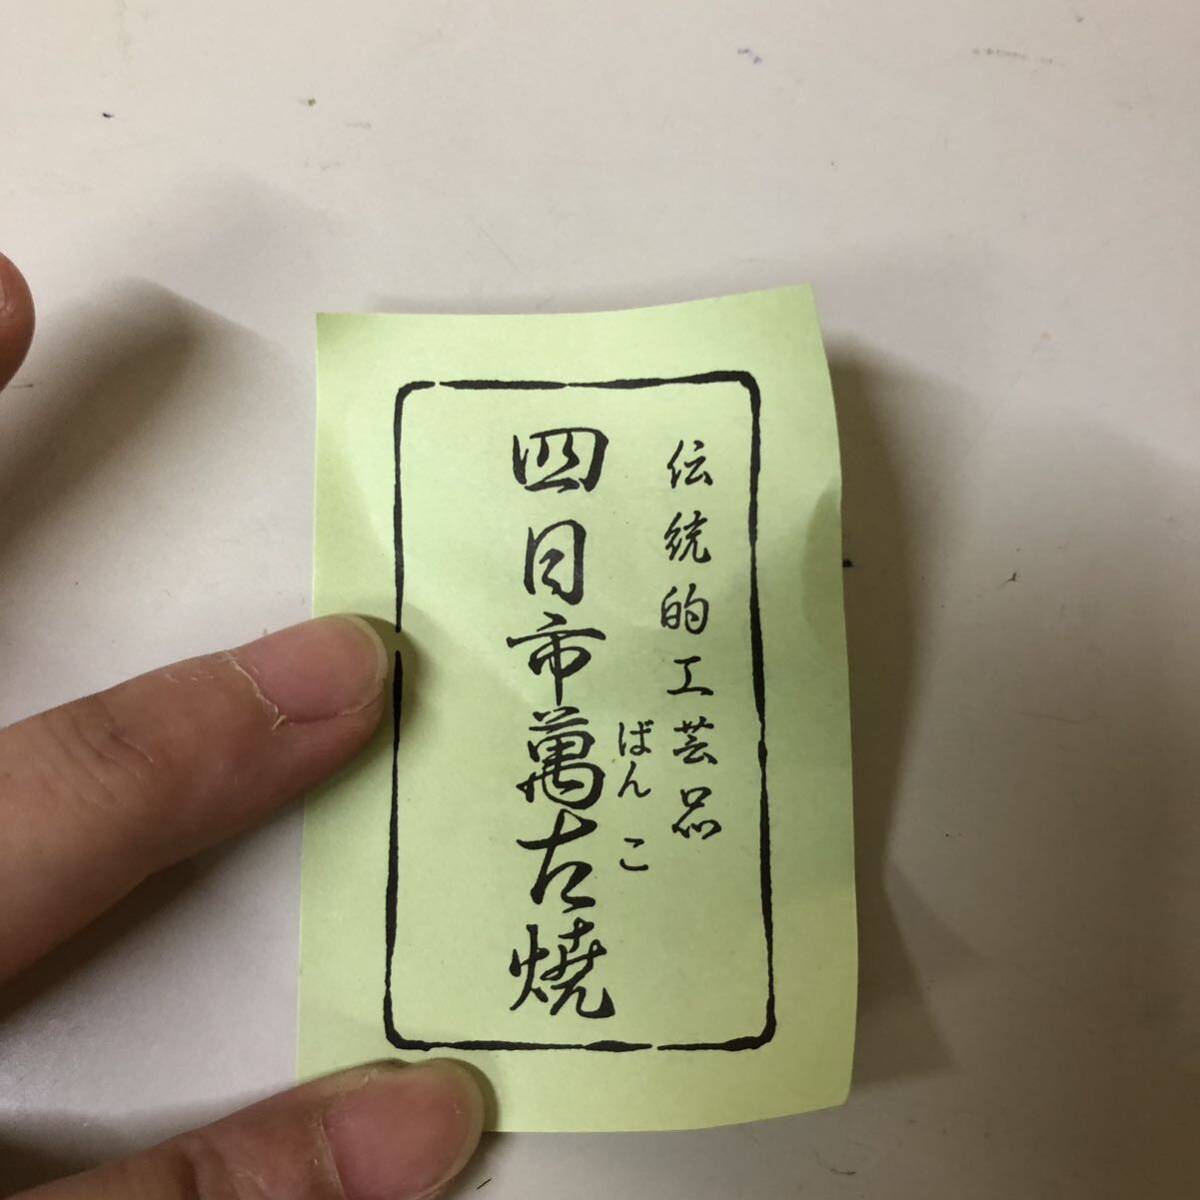 伝統的工芸品
四日市萬古焼
ばんこ